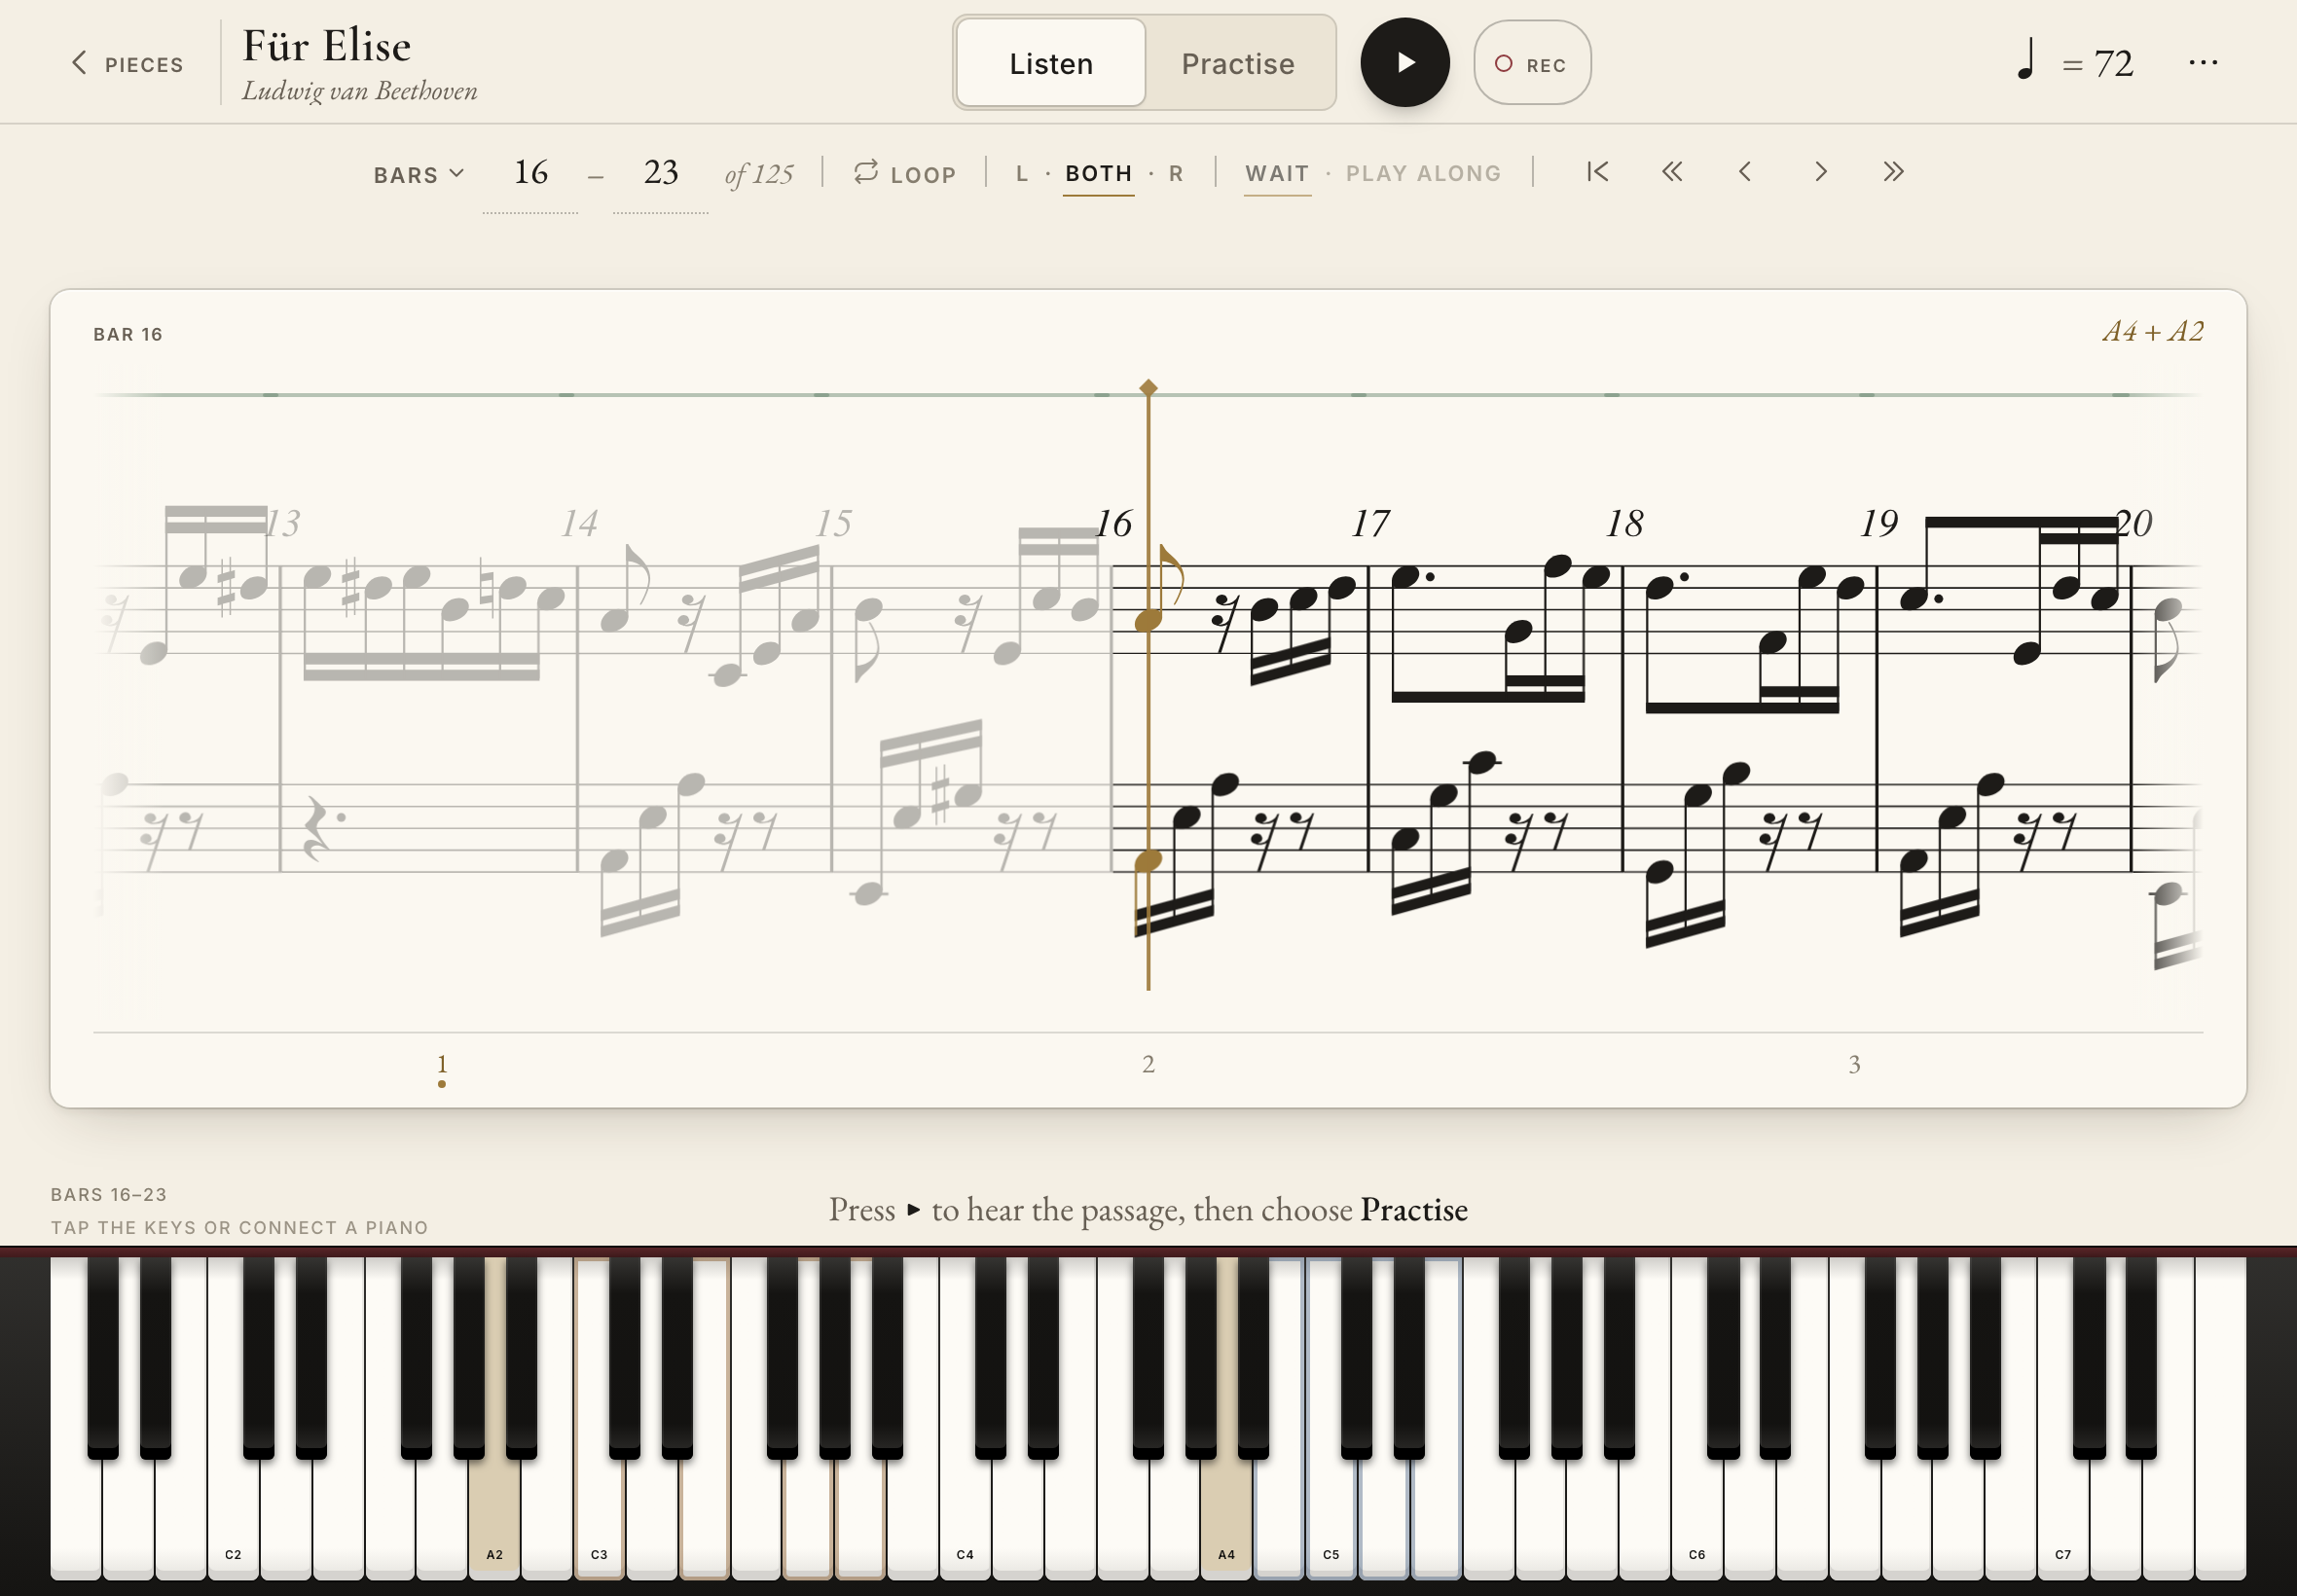 PIECES
Für Elise
Ludwig van Beethoven
Listen Practise
REC
= 72
BARS 16 – 23 of 125
LOOP
L · BOTH · R
WAIT · PLAY ALONG
BAR 16
A4 + A2
13 14 15 16 17 18 19 20
1 2 3
BARS 16–23
TAP THE KEYS OR CONNECT A PIANO
Press ▶ to hear the passage, then choose Practise
C2 A2 C3 C4 A4 C5 C6 C7